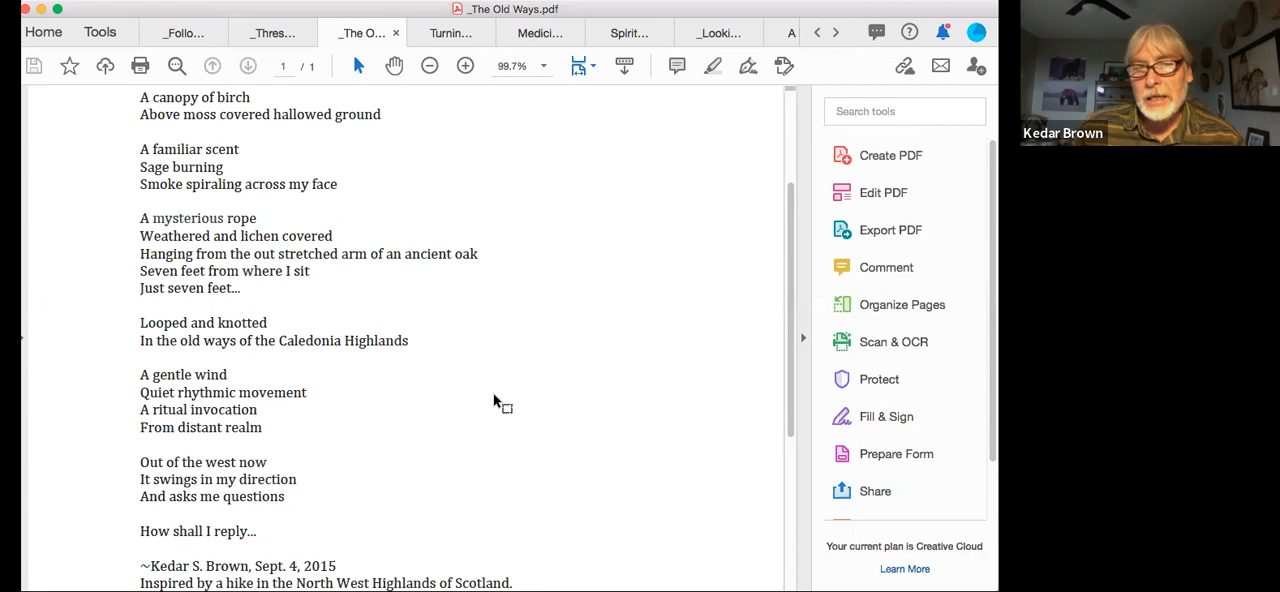 _The Old Ways.pdf
Home
Tools
_Follo...
_Thres...
_The O...
Turnin...
Medici...
Spirit...
_Looki...
A
1 / 1
99.7%
A canopy of birch
Above moss covered hallowed ground
A familiar scent
Sage burning
Smoke spiraling across my face
A mysterious rope
Weathered and lichen covered
Hanging from the out stretched arm of an ancient oak
Seven feet from where I sit
Just seven feet...
Looped and knotted
In the old ways of the Caledonia Highlands
A gentle wind
Quiet rhythmic movement
A ritual invocation
From distant realm
Out of the west now
It swings in my direction
And asks me questions
How shall I reply...
~Kedar S. Brown, Sept. 4, 2015
Inspired by a hike in the North West Highlands of Scotland.
Search tools
Create PDF
Edit PDF
Export PDF
Comment
Organize Pages
Scan & OCR
Protect
Fill & Sign
Prepare Form
Share
Your current plan is Creative Cloud
Learn More
Kedar Brown